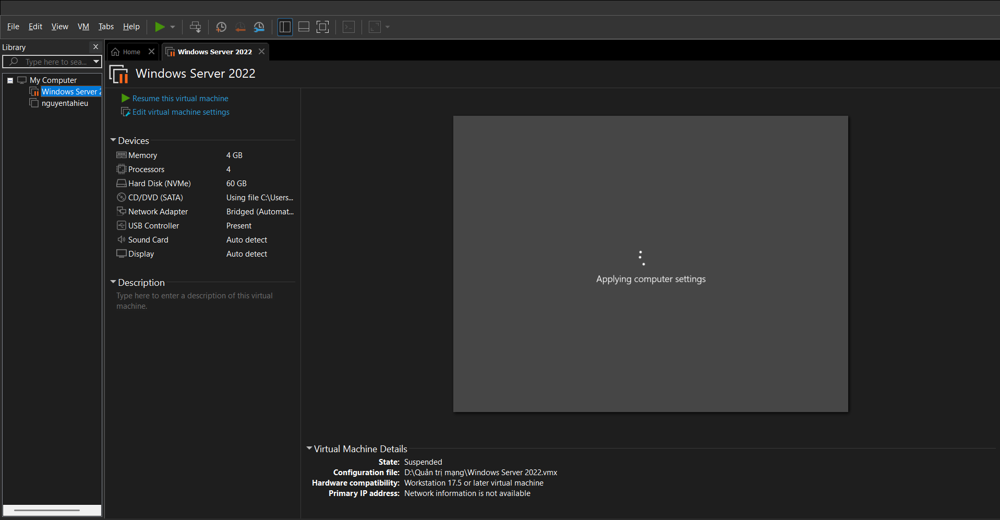 File Edit View VM Tabs Help
Library
Home
Windows Server 2022
Type here to sea...
Windows Server 2022
My Computer
Windows Server 2
nguyentahieu
Resume this virtual machine
Edit virtual machine settings
Devices
Memory 4 GB
Processors 4
Hard Disk (NVMe) 60 GB
CD/DVD (SATA) Using file C:\Users...
Network Adapter Bridged (Automat...
USB Controller Present
Sound Card Auto detect
Display Auto detect
Description
Type here to enter a description of this virtual
machine.
Applying computer settings
Virtual Machine Details
State: Suspended
Configuration file: D:\Quản trị mạng\Windows Server 2022.vmx
Hardware compatibility: Workstation 17.5 or later virtual machine
Primary IP address: Network information is not available